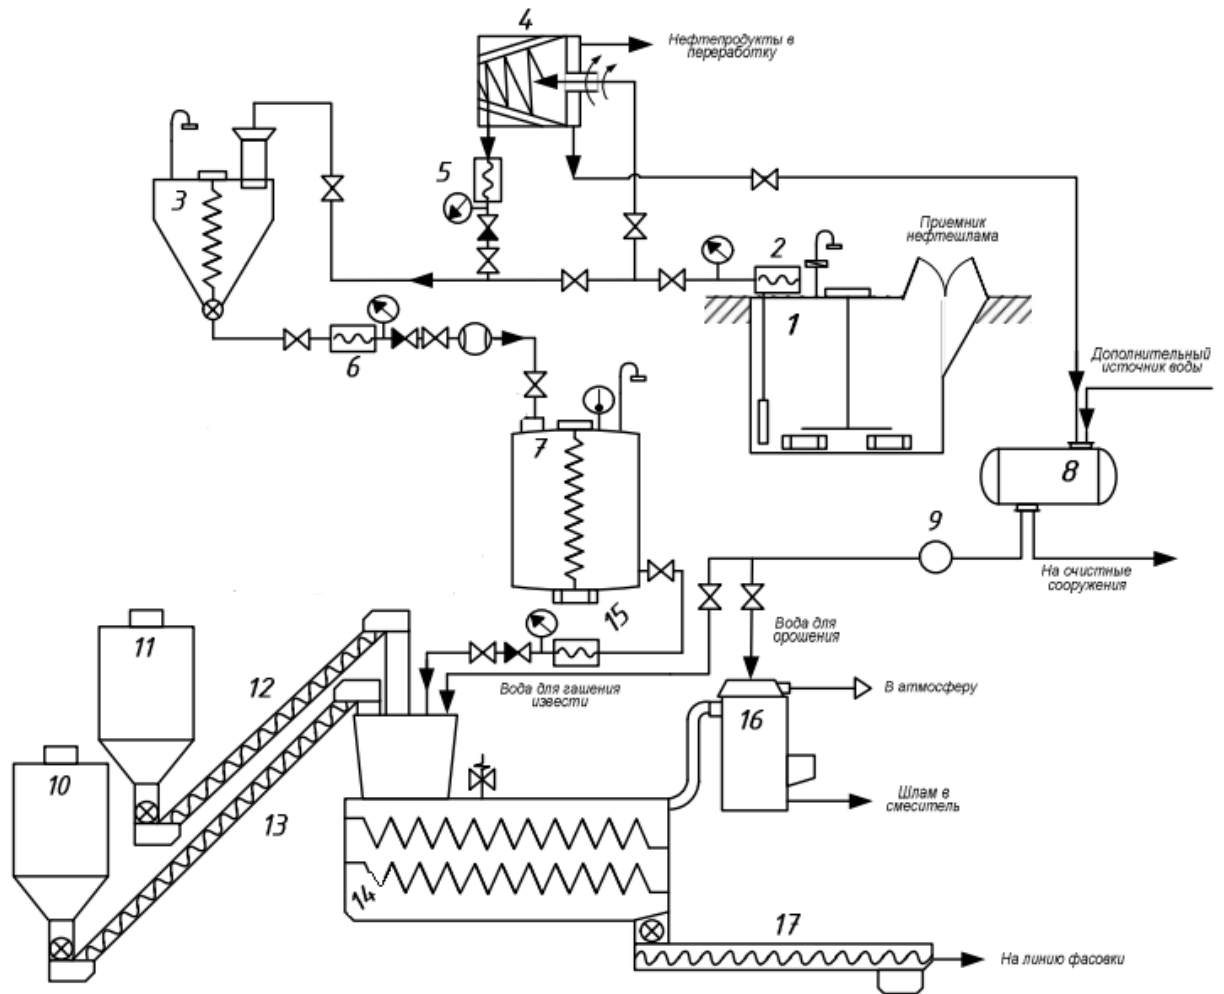 4
Нефтепродукты в
переработку
3
5
2
Приемник
нефтешлама
1
6
Дополнительный
источник воды
7
8
9
На очистные
сооружения
15
Вода для
орошения
11
12
Вода для гашения
извести
В атмосферу
16
10
13
Шлам в
смеситель
14
17
На линию фасовки